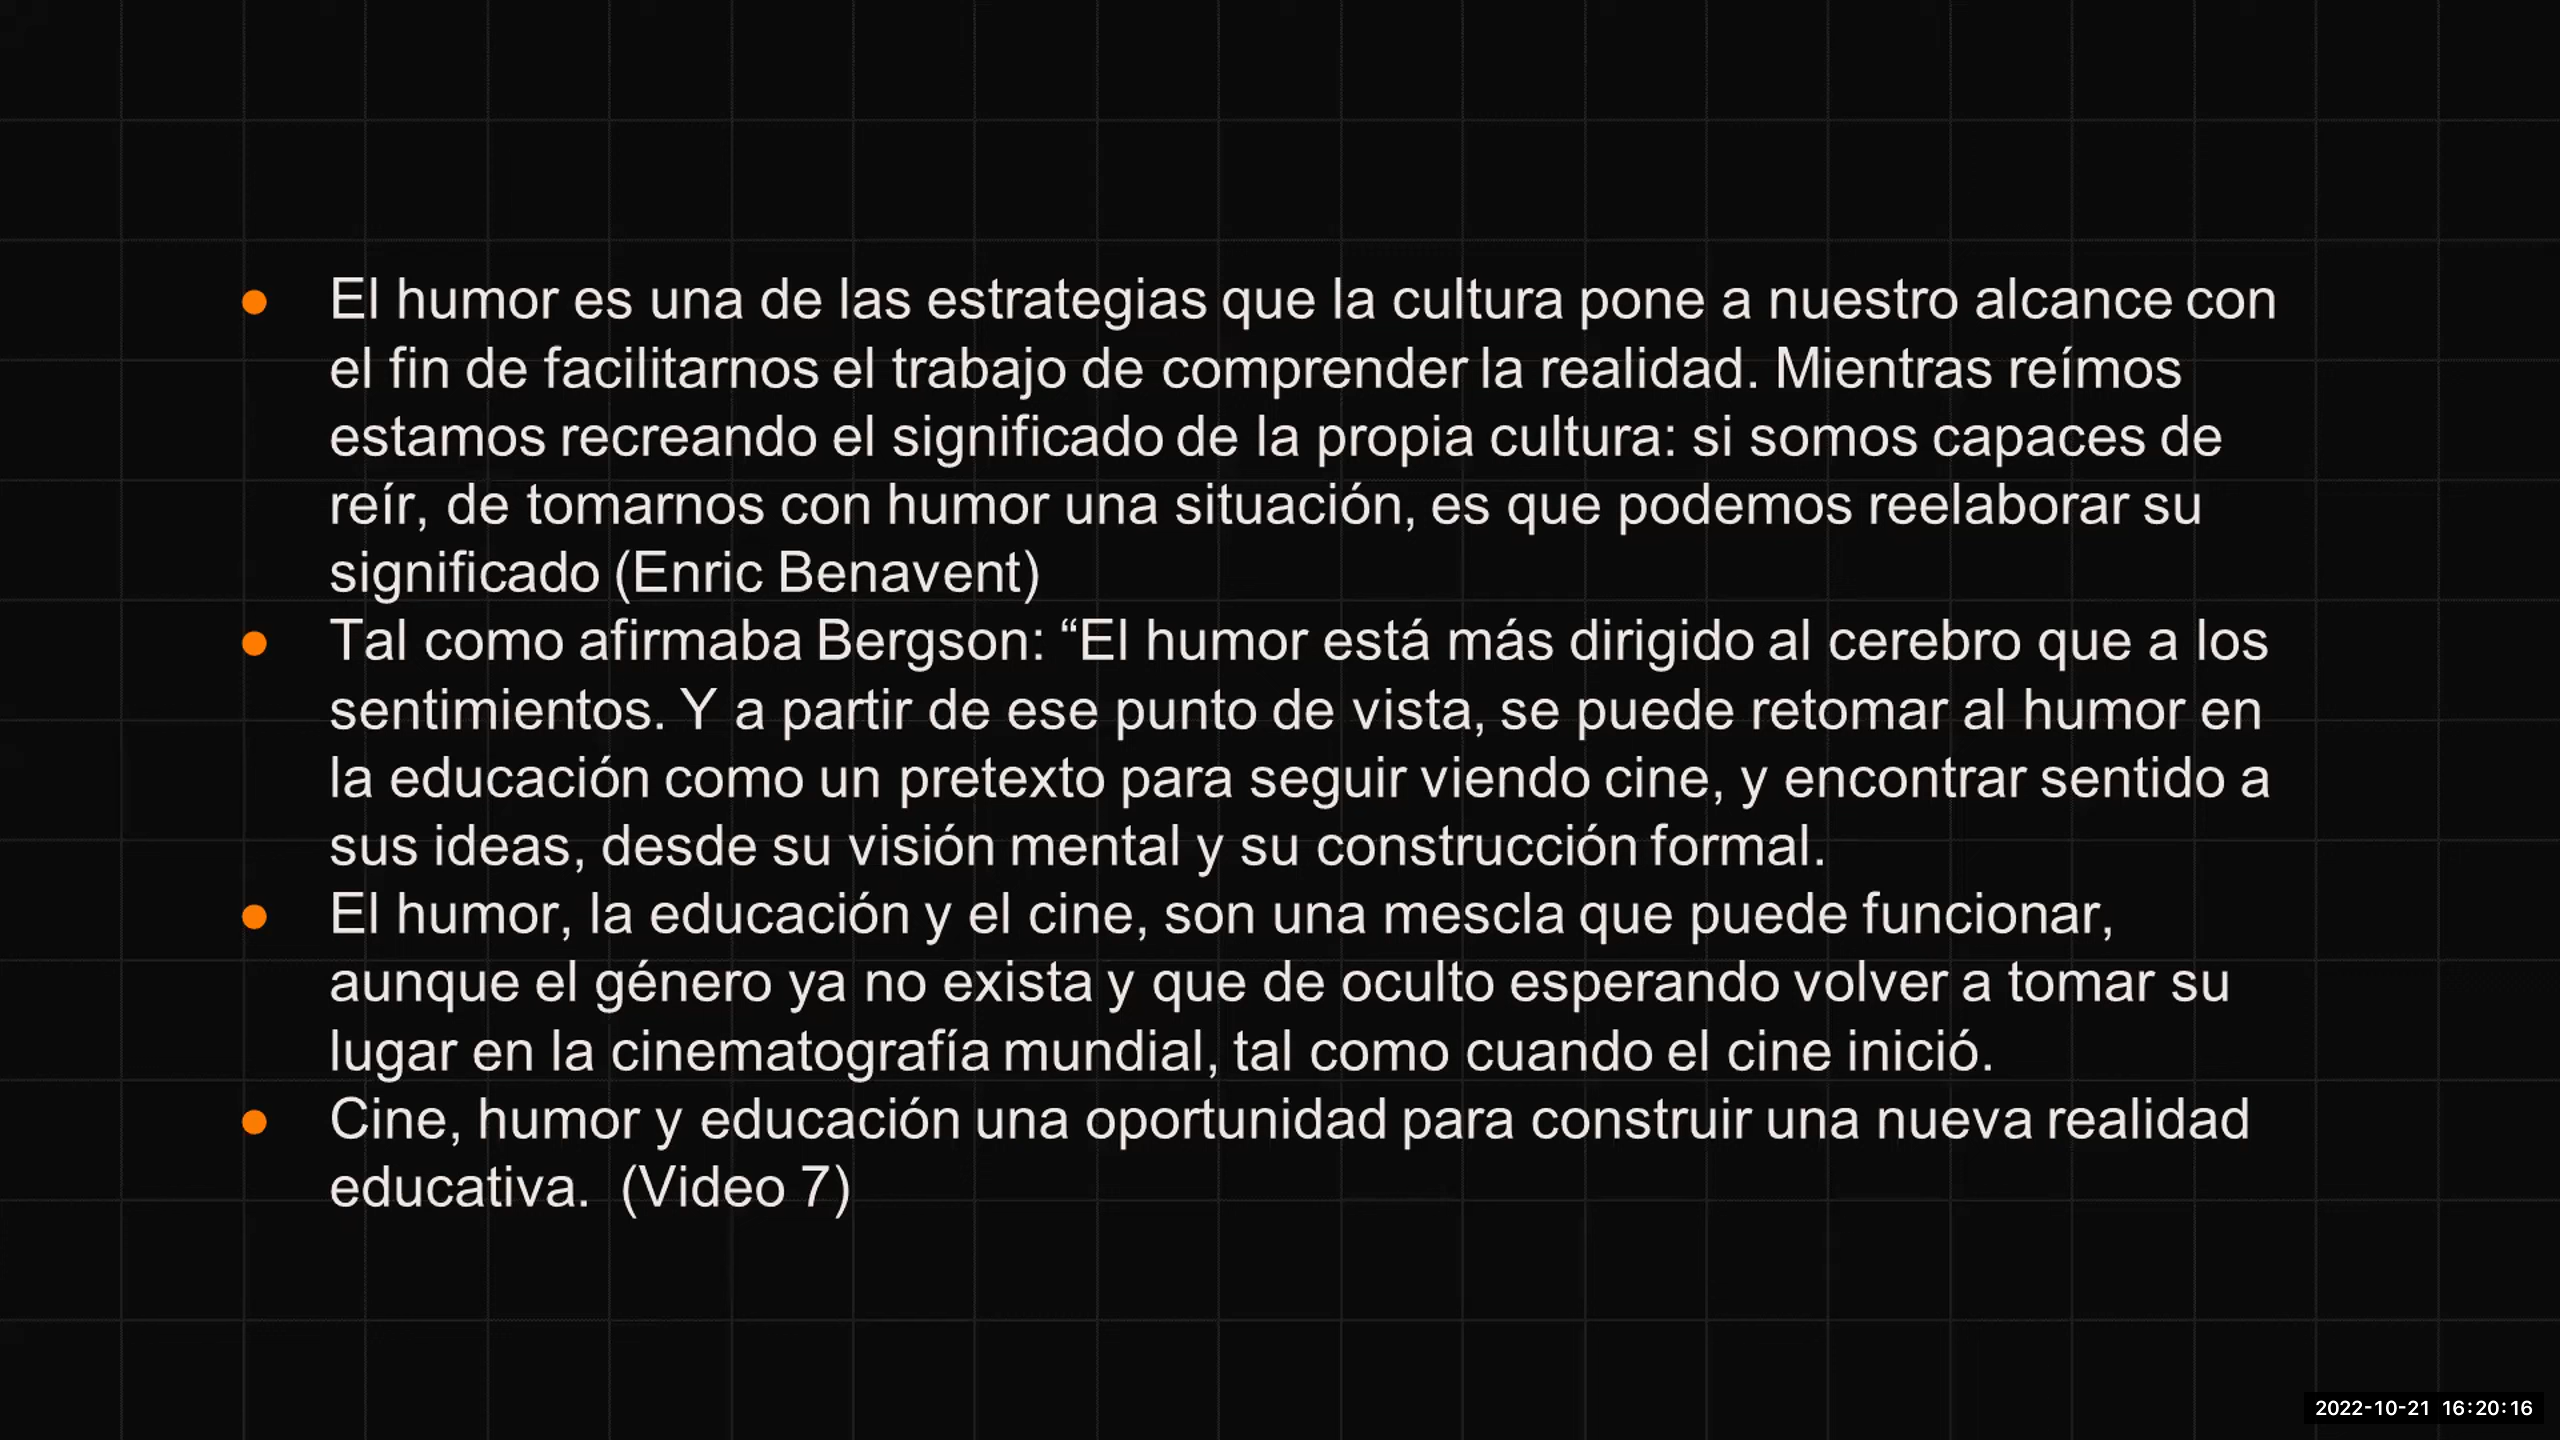 ● El humor es una de las estrategias que la cultura pone a nuestro alcance con
el fin de facilitarnos el trabajo de comprender la realidad. Mientras reímos
estamos recreando el significado de la propia cultura: si somos capaces de
reír, de tomarnos con humor una situación, es que podemos reelaborar su
significado (Enric Benavent)
● Tal como afirmaba Bergson: “El humor está más dirigido al cerebro que a los
sentimientos. Y a partir de ese punto de vista, se puede retomar al humor en
la educación como un pretexto para seguir viendo cine, y encontrar sentido a
sus ideas, desde su visión mental y su construcción formal.
● El humor, la educación y el cine, son una mescla que puede funcionar,
aunque el género ya no exista y que de oculto esperando volver a tomar su
lugar en la cinematografía mundial, tal como cuando el cine inició.
● Cine, humor y educación una oportunidad para construir una nueva realidad
educativa.  (Video 7)
2022-10-21 16:20:16